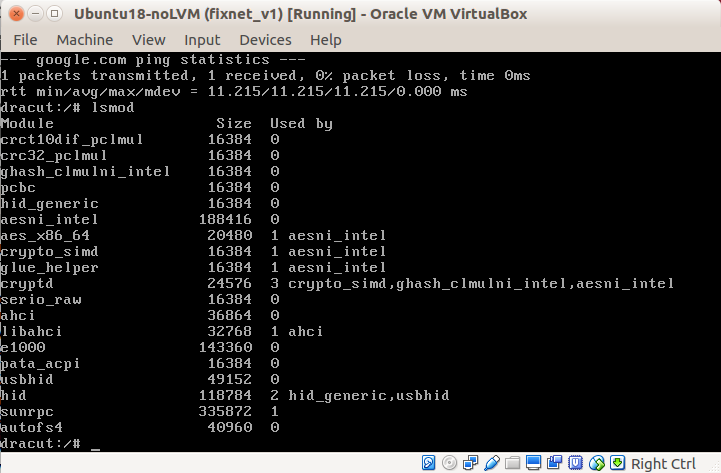 Ubuntu18-noLVM (fixnet_v1) [Running] - Oracle VM VirtualBox
File Machine View Input Devices Help
--- google.com ping statistics ---
1 packets transmitted, 1 received, 0% packet loss, time 0ms
rtt min/avg/max/mdev = 11.215/11.215/11.215/0.000 ms
dracut:/# lsmod
Module                  Size  Used by
crct10dif_pclmul       16384  0
crc32_pclmul           16384  0
ghash_clmulni_intel    16384  0
pcbc                   16384  0
hid_generic            16384  0
aesni_intel           188416  0
aes_x86_64             20480  1 aesni_intel
crypto_simd            16384  1 aesni_intel
glue_helper            16384  1 aesni_intel
cryptd                 24576  3 crypto_simd,ghash_clmulni_intel,aesni_intel
serio_raw              16384  0
ahci                   36864  0
libahci                32768  1 ahci
e1000                 143360  0
pata_acpi              16384  0
usbhid                 49152  0
hid                   118784  2 hid_generic,usbhid
sunrpc                335872  1
autofs4                40960  0
dracut:/# _
Right Ctrl